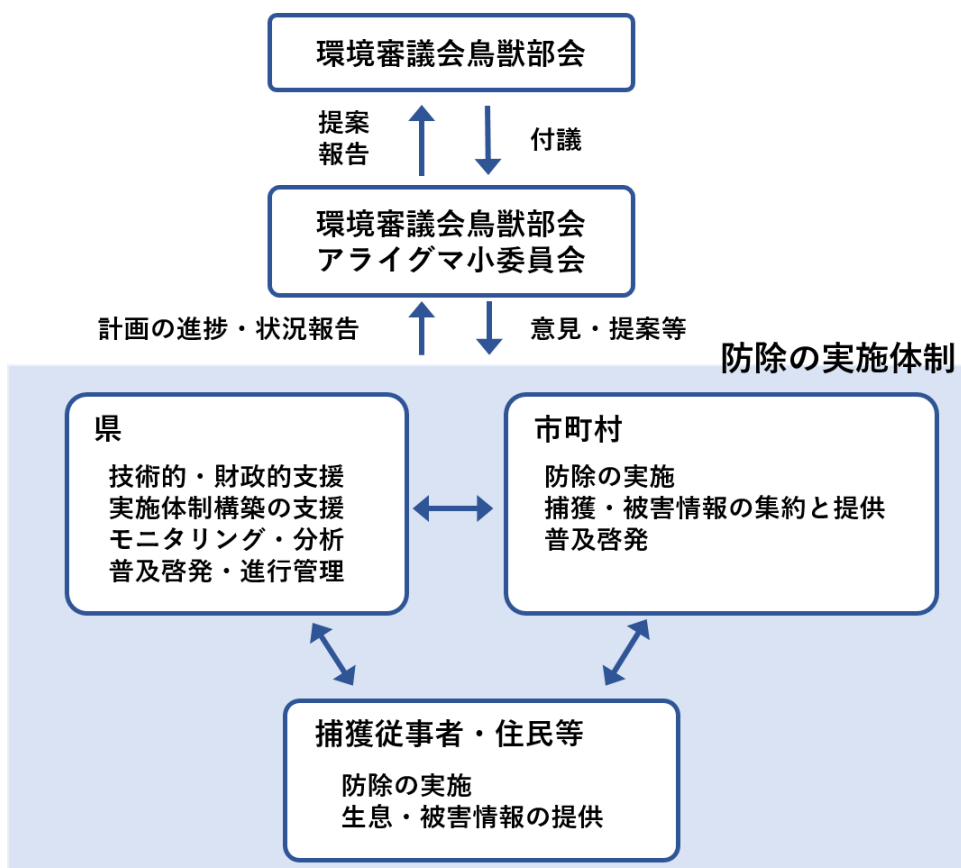 環境審議会鳥獣部会
提案
報告
付議
環境審議会鳥獣部会
アライグマ小委員会
計画の進捗・状況報告
意見・提案等
防除の実施体制
県
技術的・財政的支援
実施体制構築の支援
モニタリング・分析
普及啓発・進行管理
市町村
防除の実施
捕獲・被害情報の集約と提供
普及啓発
捕獲従事者・住民等
防除の実施
生息・被害情報の提供